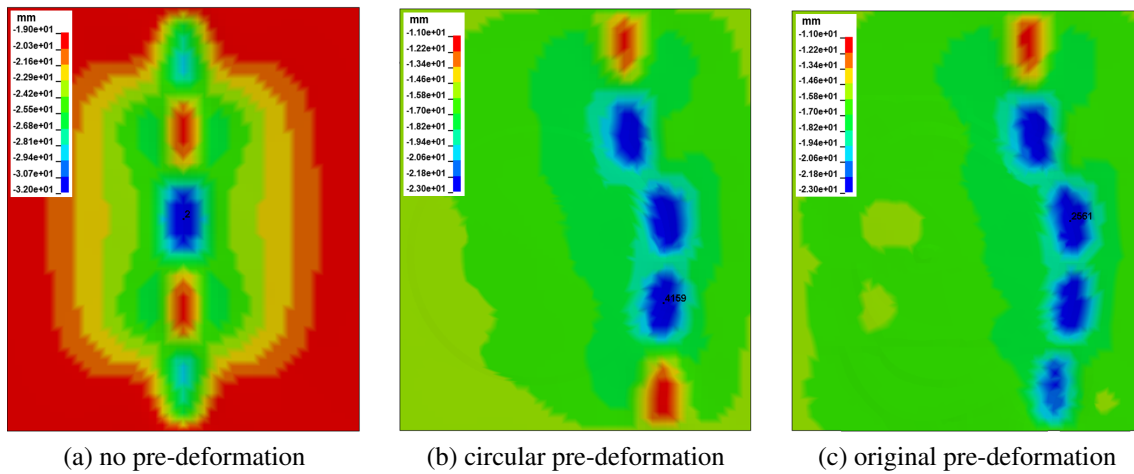 mm
-1.90e+01
-2.03e+01
-2.16e+01
-2.29e+01
-2.42e+01
-2.55e+01
-2.68e+01
-2.81e+01
-2.94e+01
-3.07e+01
-3.20e+01
2
(a) no pre-deformation
mm
-1.10e+01
-1.22e+01
-1.34e+01
-1.46e+01
-1.58e+01
-1.70e+01
-1.82e+01
-1.94e+01
-2.06e+01
-2.18e+01
-2.30e+01
4169
(b) circular pre-deformation
mm
-1.10e+01
-1.22e+01
-1.34e+01
-1.46e+01
-1.58e+01
-1.70e+01
-1.82e+01
-1.94e+01
-2.06e+01
-2.18e+01
-2.30e+01
2561
(c) original pre-deformation